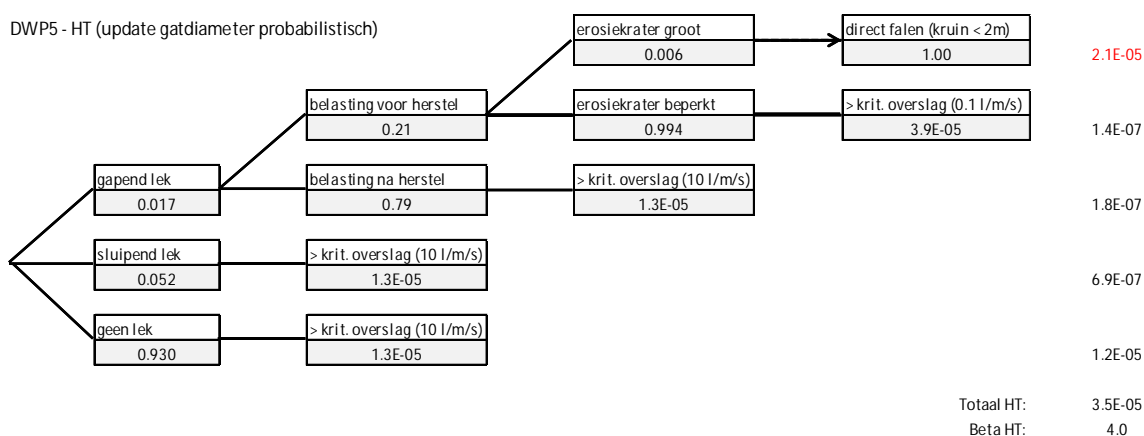 DWP5 - HT (update gatdiameter probabilistisch)
erosiekrater groot
0.006
direct falen (kruin < 2m)
1.00
2.1E-05
belasting voor herstel
0.21
erosiekrater beperkt
0.994
> krit. overslag (0.1 l/m/s)
3.9E-05
1.4E-07
gapend lek
0.017
belasting na herstel
0.79
> krit. overslag (10 l/m/s)
1.3E-05
1.8E-07
sluipend lek
0.052
> krit. overslag (10 l/m/s)
1.3E-05
6.9E-07
geen lek
0.930
> krit. overslag (10 l/m/s)
1.3E-05
1.2E-05
Totaal HT: 3.5E-05
Beta HT: 4.0